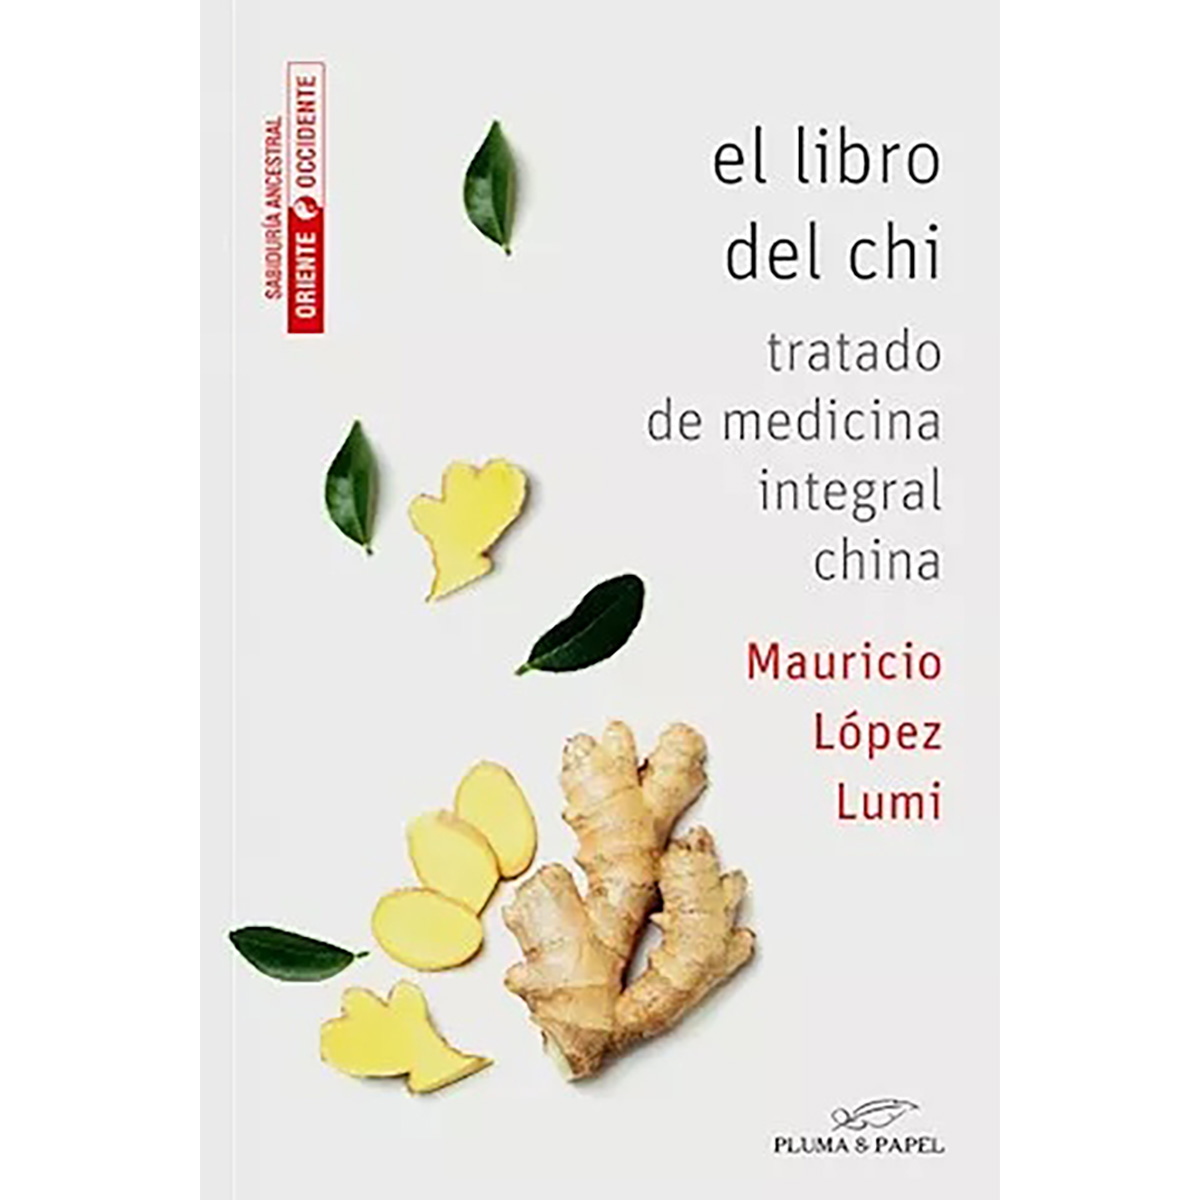 SABIDURÍA ANCESTRAL
ORIENTE OCCIDENTE
el libro
del chi
tratado
de medicina
integral
china
Mauricio
López
Lumi
PLUMA & PAPEL